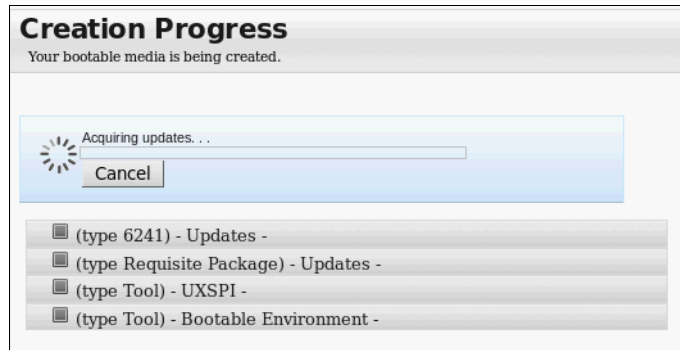 Creation Progress
Your bootable media is being created.
Acquiring updates. . .
Cancel
(type 6241) - Updates -
(type Requisite Package) - Updates -
(type Tool) - UXSPI -
(type Tool) - Bootable Environment -